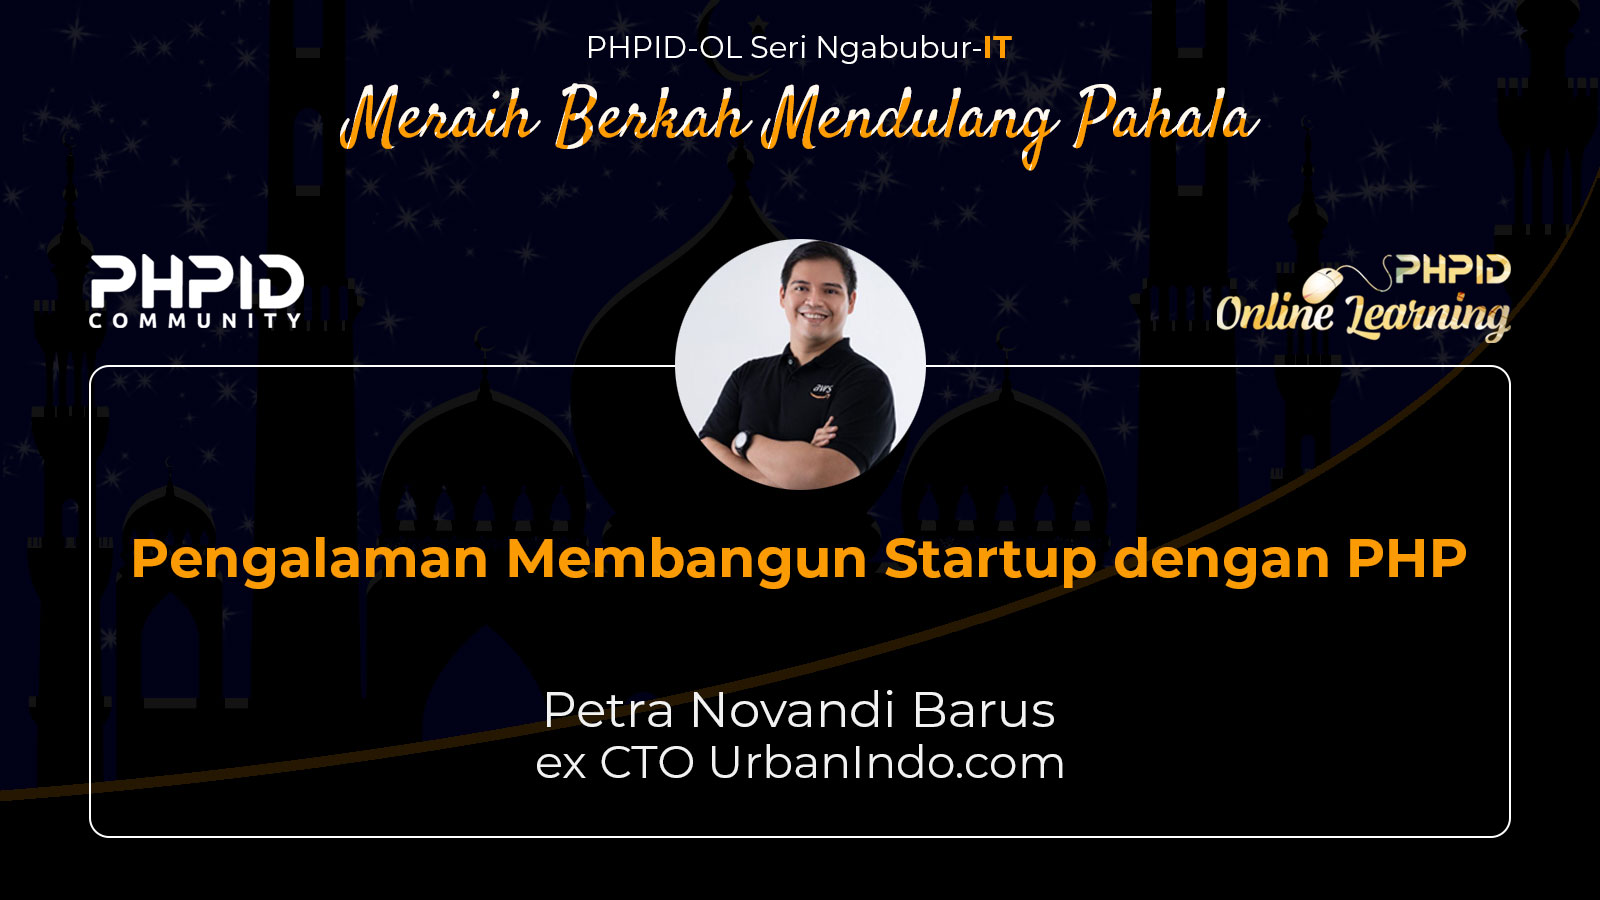 PHPID-OL Seri Ngabubur-IT
Meraih Berkah Mendulang Pahala
PHPID
COMMUNITY
PHPID
Online Learning
aws
Pengalaman Membangun Startup dengan PHP
Petra Novandi Barus
ex CTO UrbanIndo.com